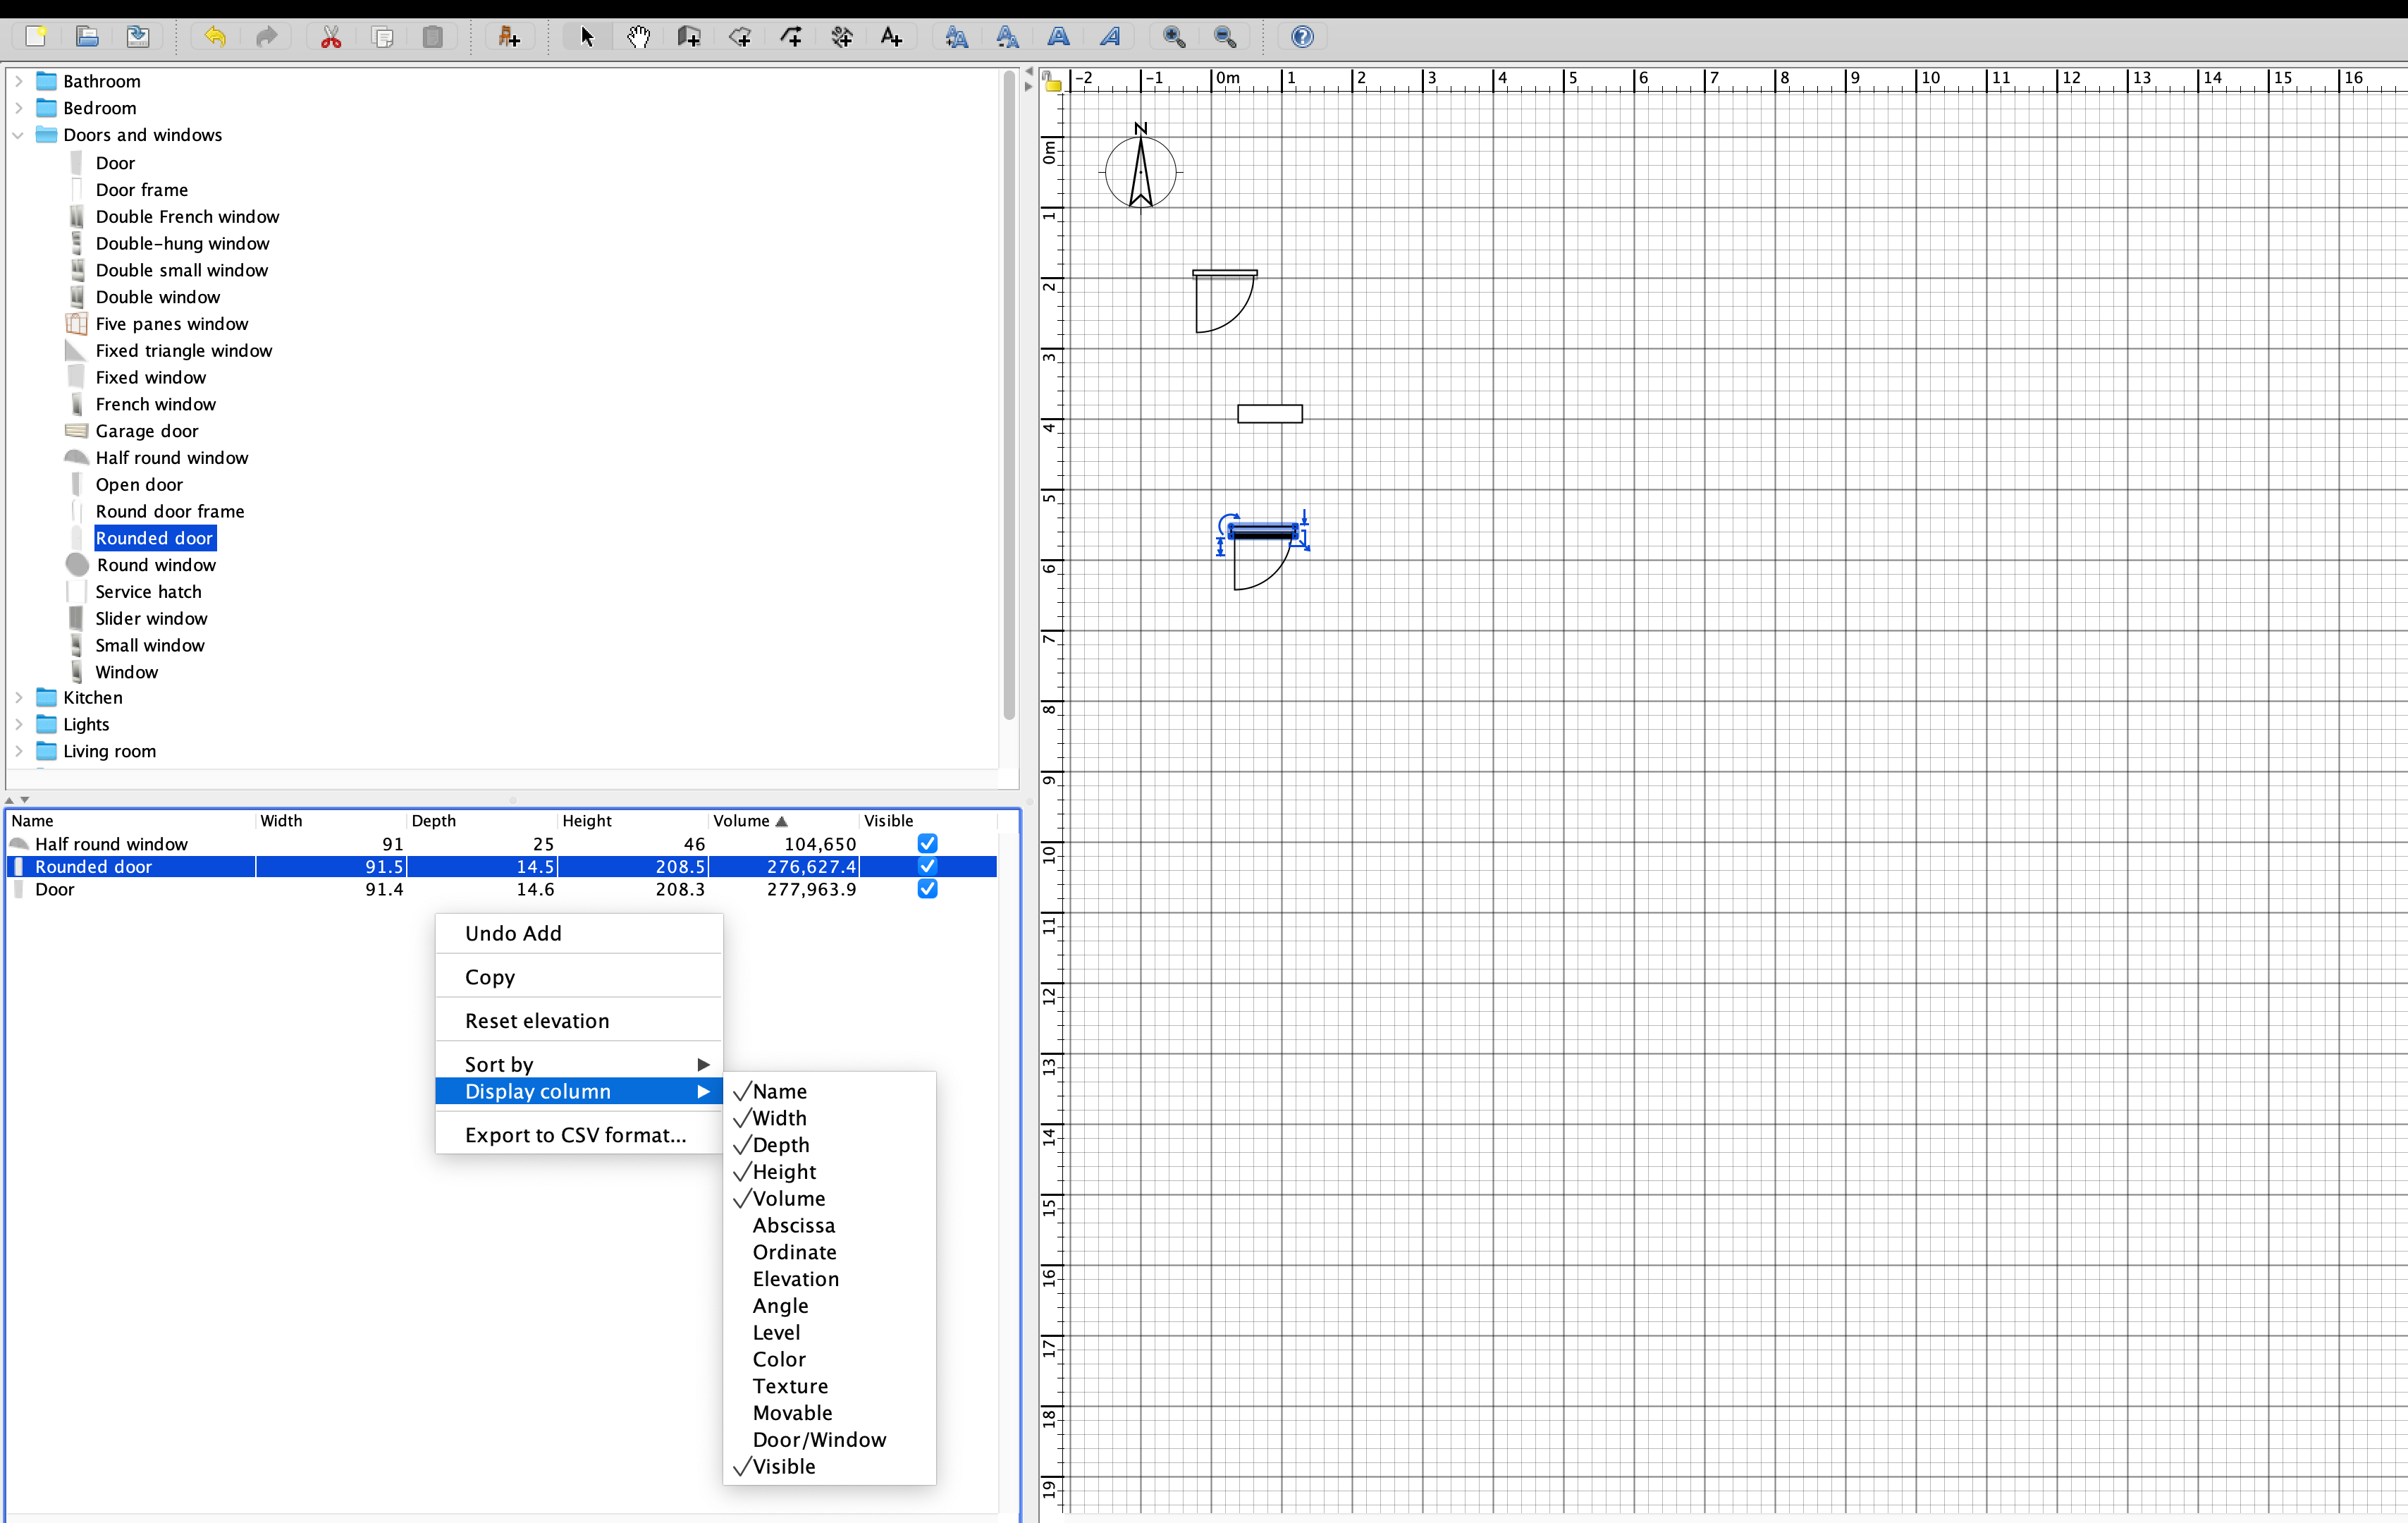 Bathroom
Bedroom
Doors and windows
Door
Door frame
Double French window
Double-hung window
Double small window
Double window
Five panes window
Fixed triangle window
Fixed window
French window
Garage door
Half round window
Open door
Round door frame
Rounded door
Round window
Service hatch
Slider window
Small window
Window
Kitchen
Lights
Living room
Name Width Depth Height Volume Visible
Half round window 91 25 46 104,650
Rounded door 91.5 14.5 208.5 276,627.4
Door 91.4 14.6 208.3 277,963.9
Undo Add
Copy
Reset elevation
Sort by
Display column
Export to CSV format...
Name
Width
Depth
Height
Volume
Abscissa
Ordinate
Elevation
Angle
Level
Color
Texture
Movable
Door/Window
Visible
-2 -1 0m 1 2 3 4 5 6 7 8 9 10 11 12 13 14 15 16
N
0m
1
2
3
4
5
6
7
8
9
10
11
12
13
14
15
16
17
18
19